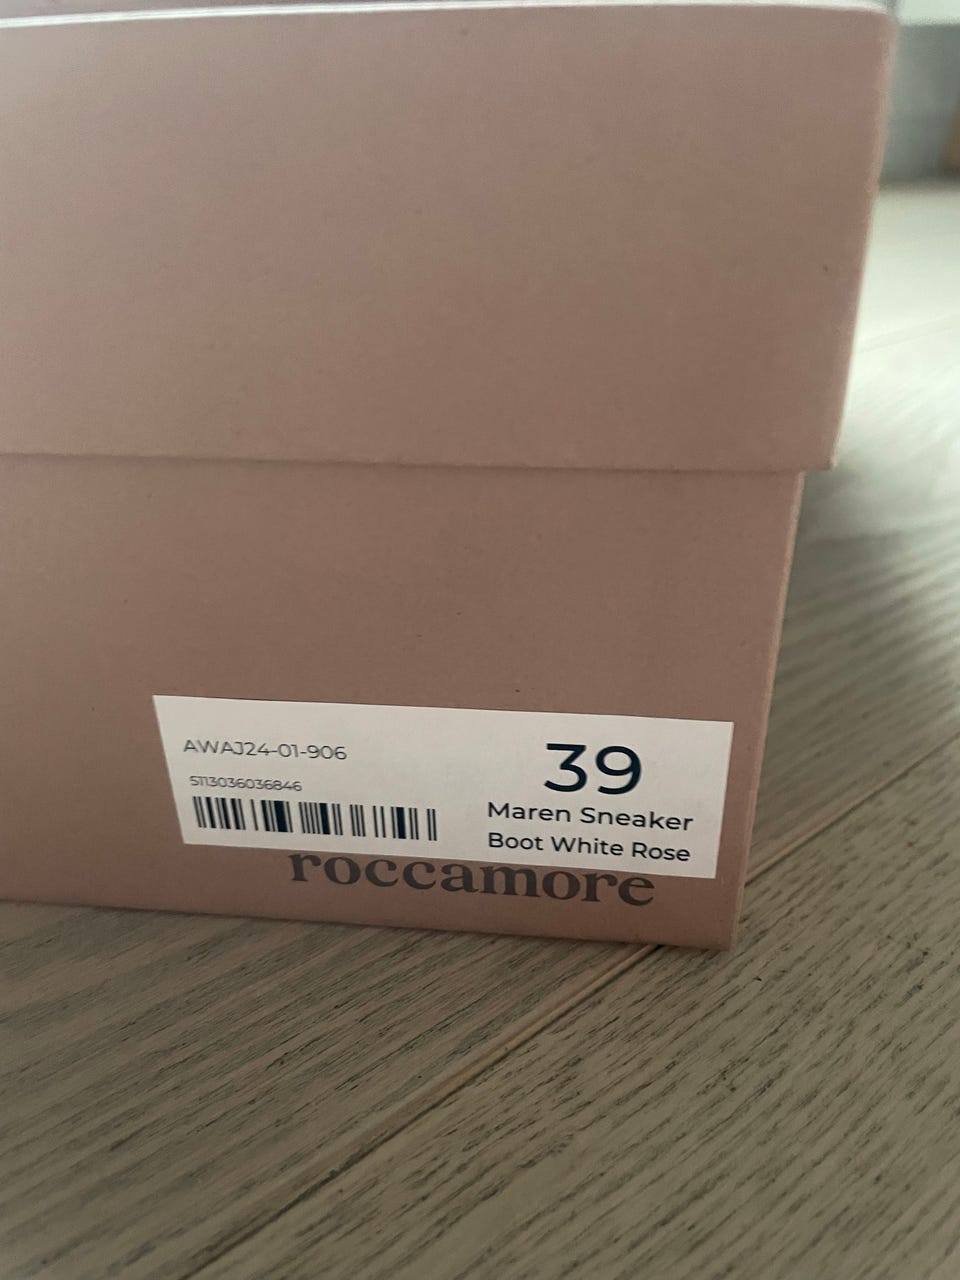 AWAJ24-01-906
5113036036846
39
Maren Sneaker
Boot White Rose
roccamore